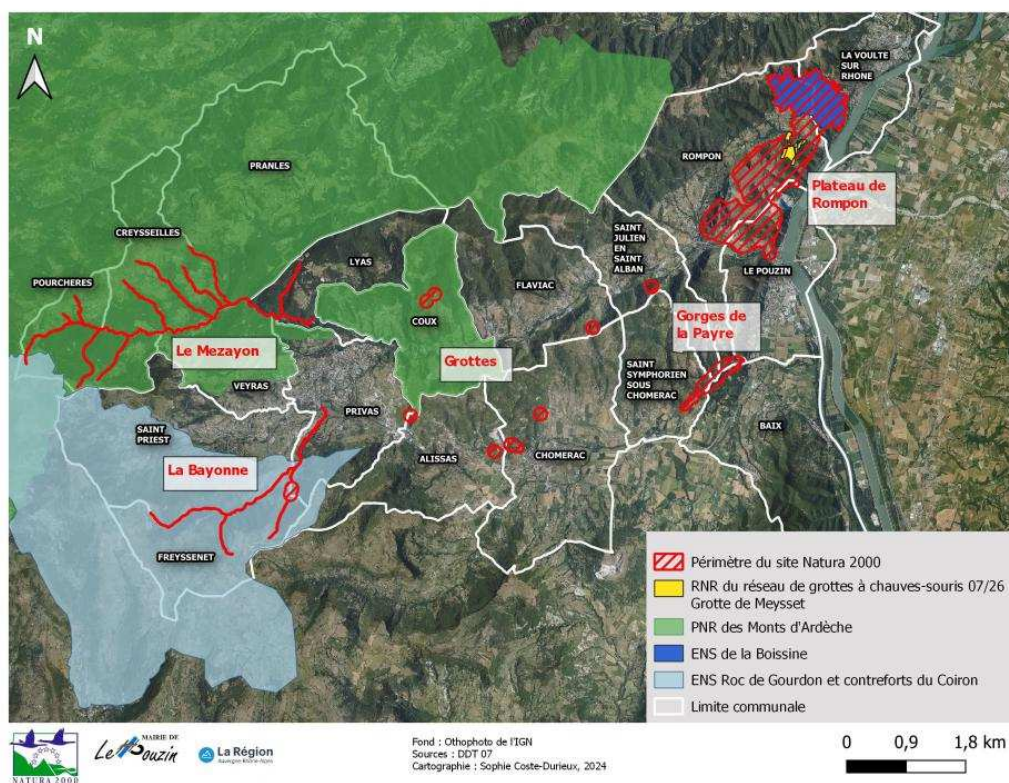 N
LA VOULTE
SUR
RHONE
ROMPON
PRANLES
Plateau de
Rompon
CREYSSEILLES
SAINT
JULIEN
EN
SAINT
ALBAN
LYAS
POURCHERES
FLAVIAC
LE POUZIN
COUX
Gorges de
la Payre
Le Mezayon
Grottes
VEYRAS
SAINT
SYMPHORIEN
SOUS
CHOMERAC
PRIVAS
BAIX
SAINT
PRIEST
ALISSAS
CHOMERAC
La Bayonne
FREYSSENET
Périmètre du site Natura 2000
RNR du réseau de grottes à chauves-souris 07/26
Grotte de Meysset
PNR des Monts d'Ardèche
ENS de la Boissine
ENS Roc de Gourdon et contreforts du Coiron
Limite communale
NATURA 2000
MAIRIE DE
Le Pouzin
La Région
Auvergne-Rhône-Alpes
Fond : Othophoto de l'IGN
Sources : DDT 07
Cartographie : Sophie Coste-Durieux, 2024
0 0,9 1,8 km